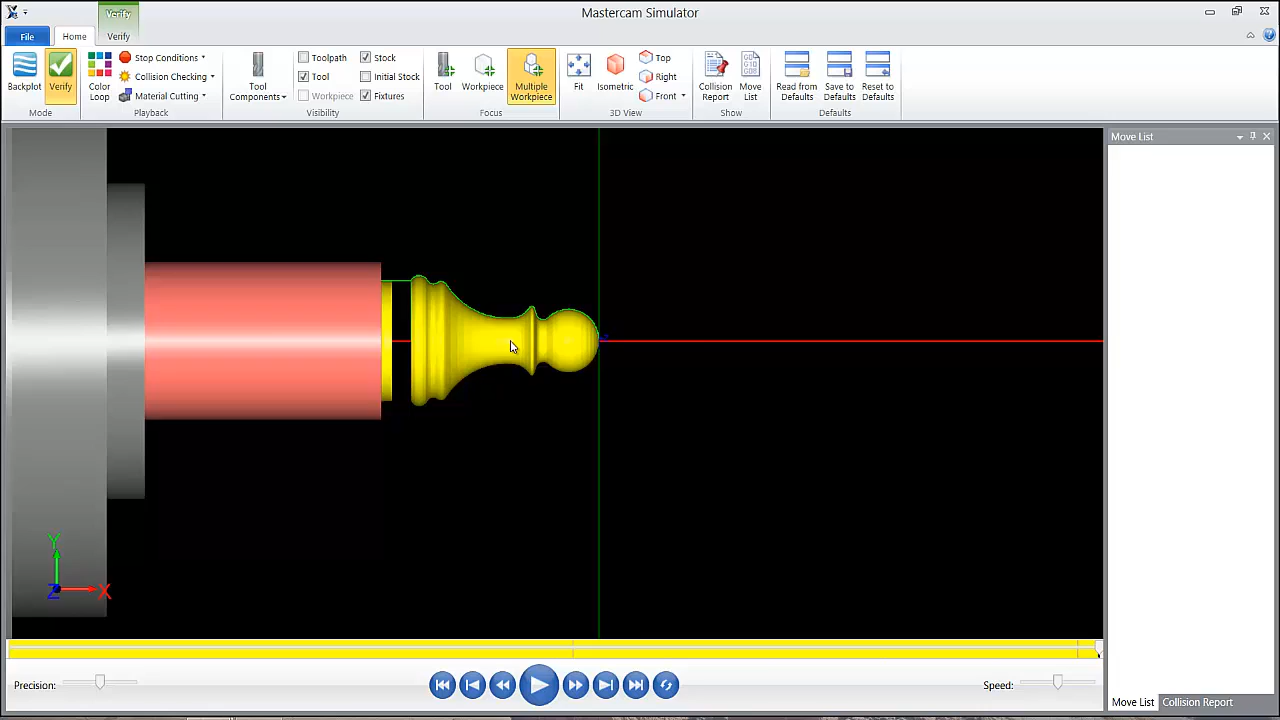 Verify
Mastercam Simulator
File
Home
Verify
Backplot
Verify
Mode
Color Loop
Stop Conditions
Collision Checking
Material Cutting
Playback
Tool Components
Toolpath
Tool
Workpiece
Stock
Initial Stock
Fixtures
Visibility
Tool
Workpiece
Multiple Workpiece
Focus
Fit
Isometric
Top
Right
Front
3D View
Collision Report
Move List
Show
Read from Defaults
Save to Defaults
Reset to Defaults
Defaults
Move List
Y
Z
X
Precision:
Speed:
Move List
Collision Report